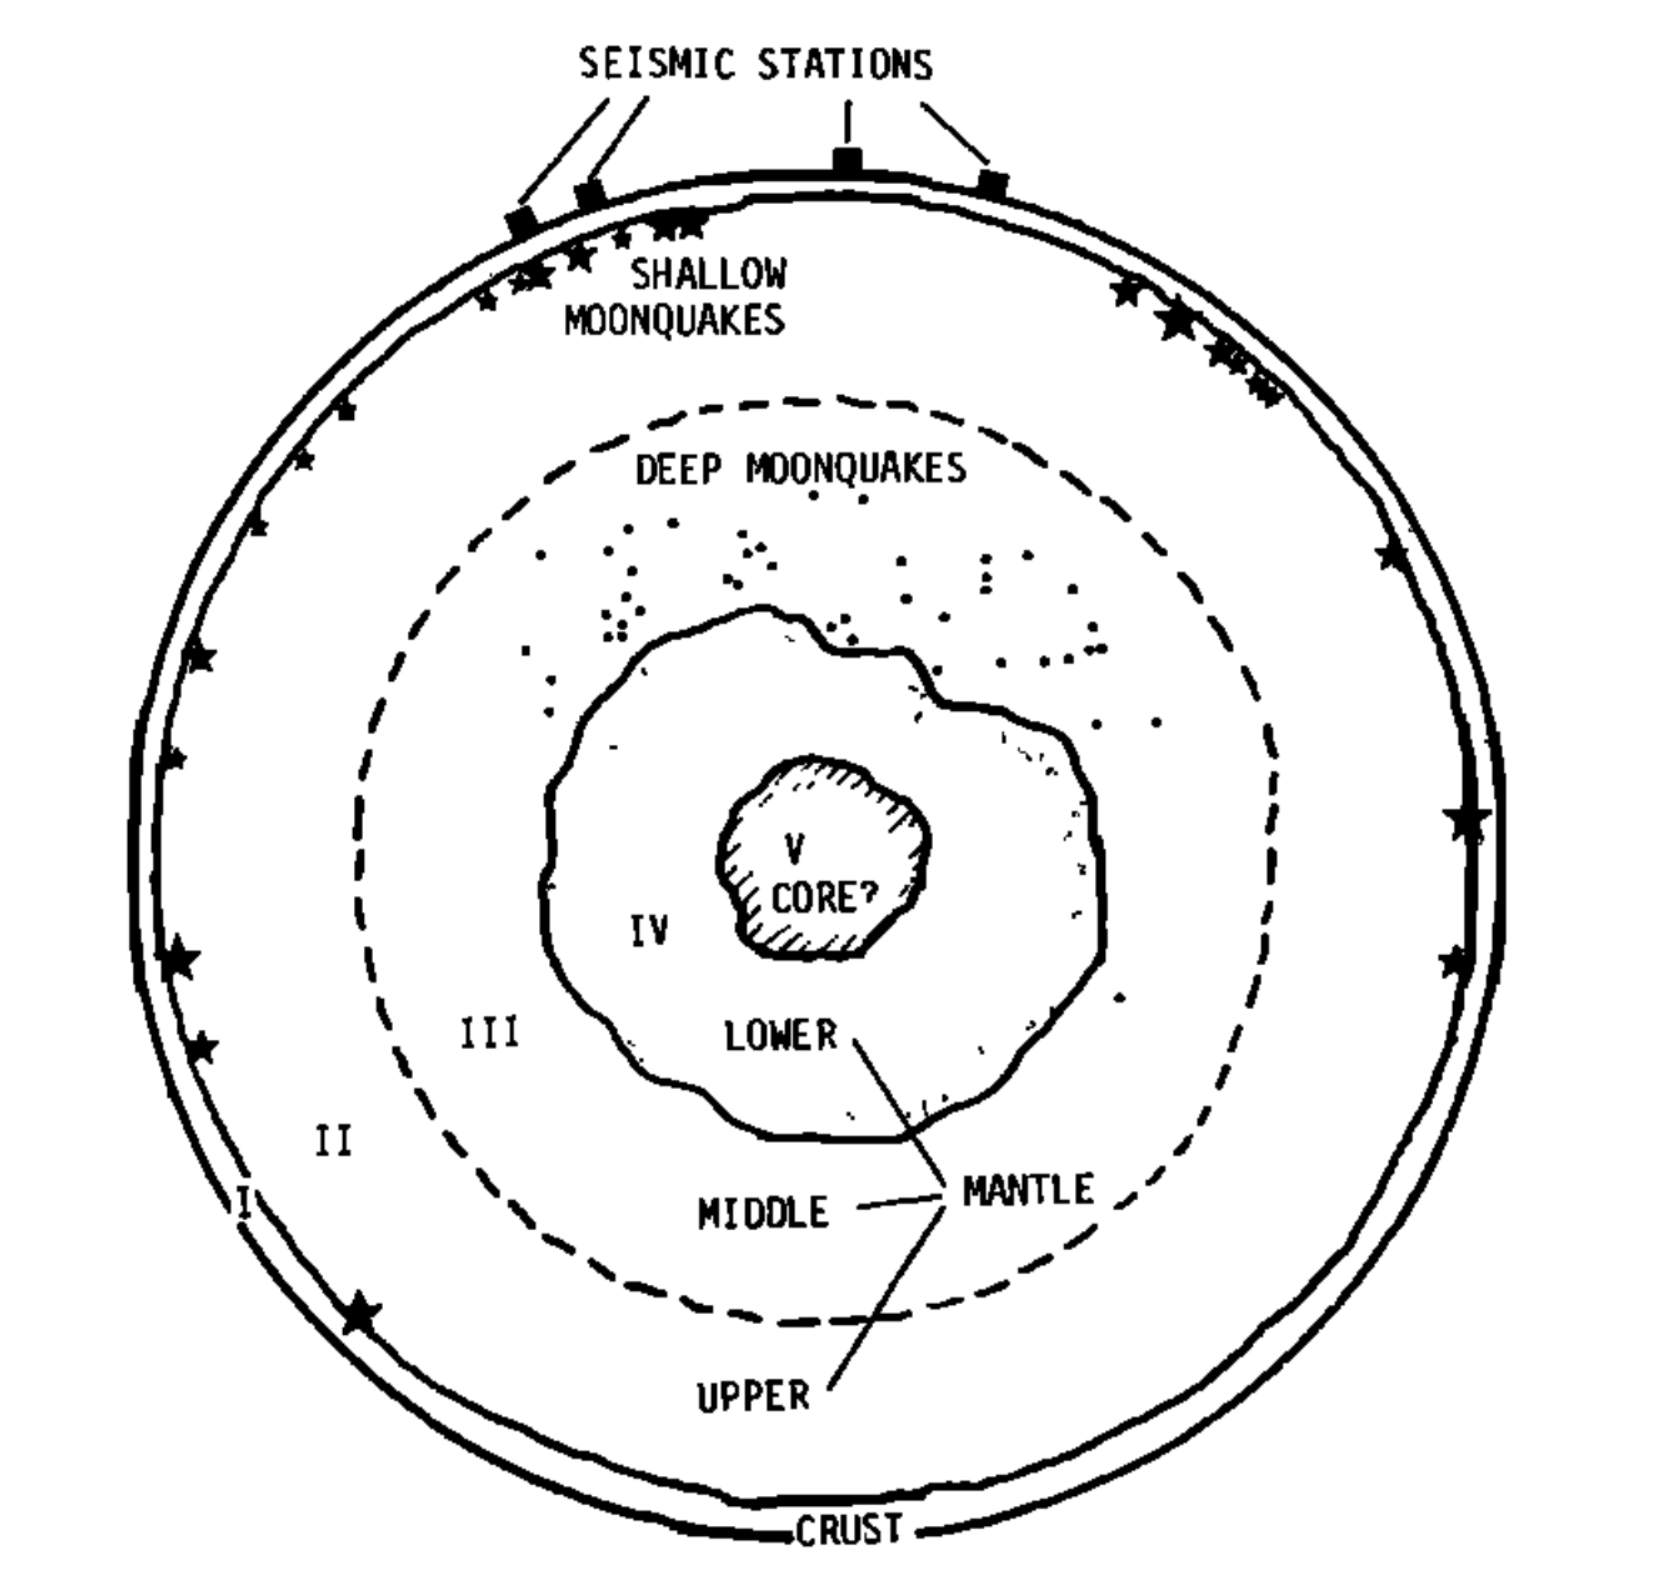 SEISMIC STATIONS
SHALLOW
MOONQUAKES
DEEP MOONQUAKES
V
CORE?
IV
III
LOWER
II
I
MIDDLE
MANTLE
UPPER
CRUST